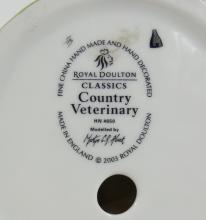 FINE CHINA HAND MADE AND HAND DECORATED
ROYAL DOULTON
CLASSICS
Country
Veterinary
HN 4650
Modelled by
MADE IN ENGLAND © 2003 ROYAL DOULTON